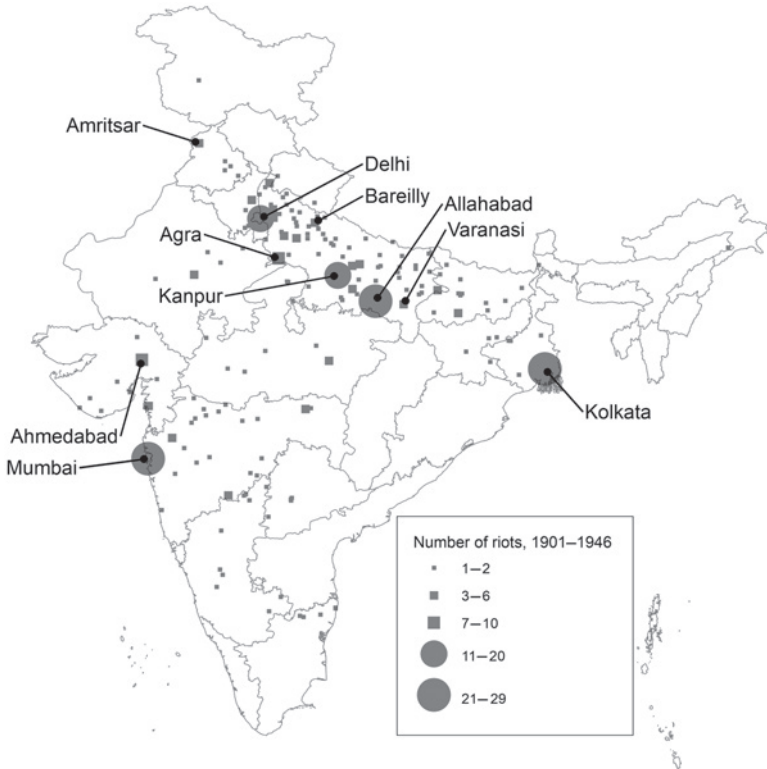 Amritsar
Delhi
Bareilly
Allahabad
Varanasi
Agra
Kanpur
Ahmedabad
Mumbai
Kolkata
Number of riots, 1901–1946
1–2
3–6
7–10
11–20
21–29